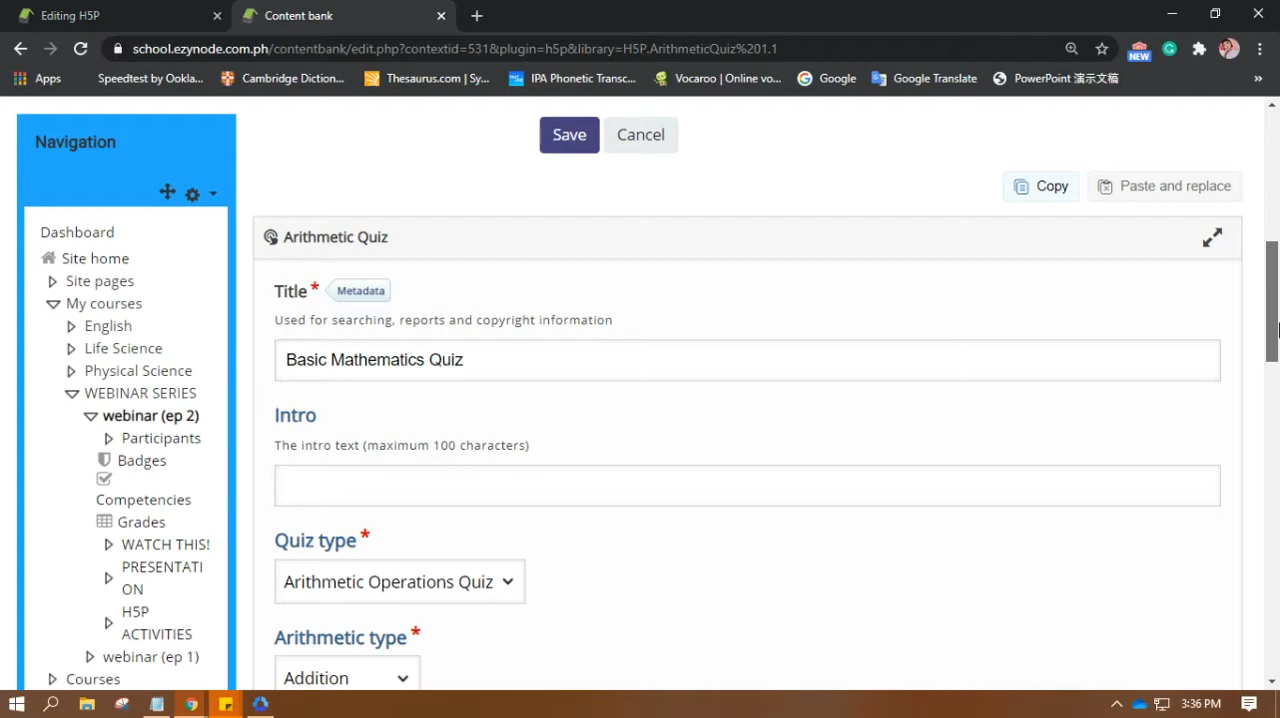 Editing H5P
Content bank
school.ezynode.com.ph/contentbank/edit.php?contextid=531&plugin=h5p&library=H5P.ArithmeticQuiz%201.1
NEW
Apps
Speedtest by Ookla...
Cambridge Diction...
Thesaurus.com | Sy...
IPA Phonetic Transc...
Vocaroo | Online vo...
Google
Google Translate
PowerPoint 演示文稿
Navigation
Dashboard
Site home
Site pages
My courses
English
Life Science
Physical Science
WEBINAR SERIES
webinar (ep 2)
Participants
Badges
Competencies
Grades
WATCH THIS!
PRESENTATI
ON
H5P
ACTIVITIES
webinar (ep 1)
Courses
Save
Cancel
Copy
Paste and replace
Arithmetic Quiz
Title *
Metadata
Used for searching, reports and copyright information
Basic Mathematics Quiz
Intro
The intro text (maximum 100 characters)
Quiz type *
Arithmetic Operations Quiz
Arithmetic type *
Addition
3:36 PM